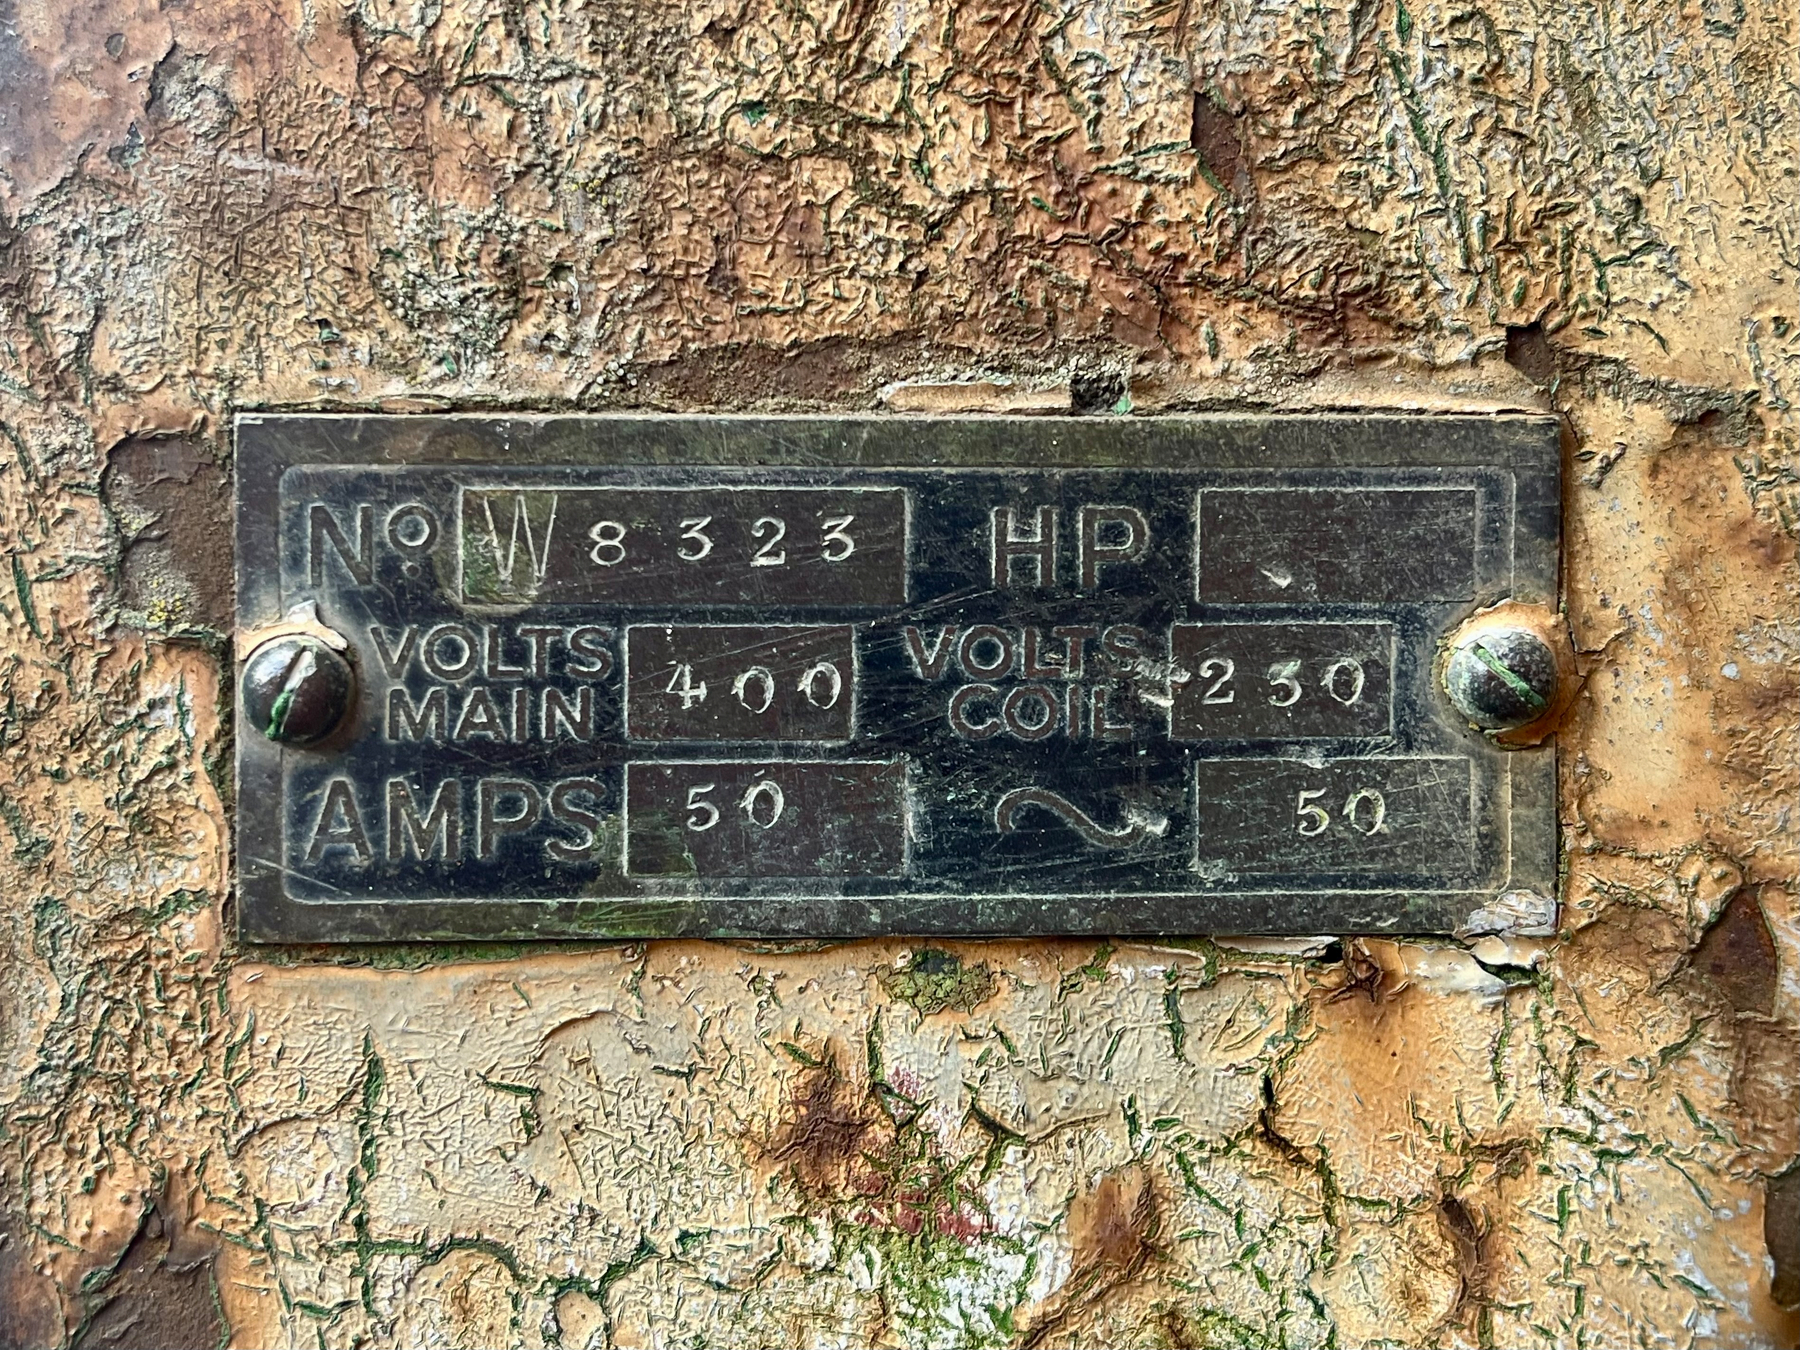 No. W 8323 HP
VOLTS MAIN 400 VOLTS COIL 230
AMPS 50 ~ 50